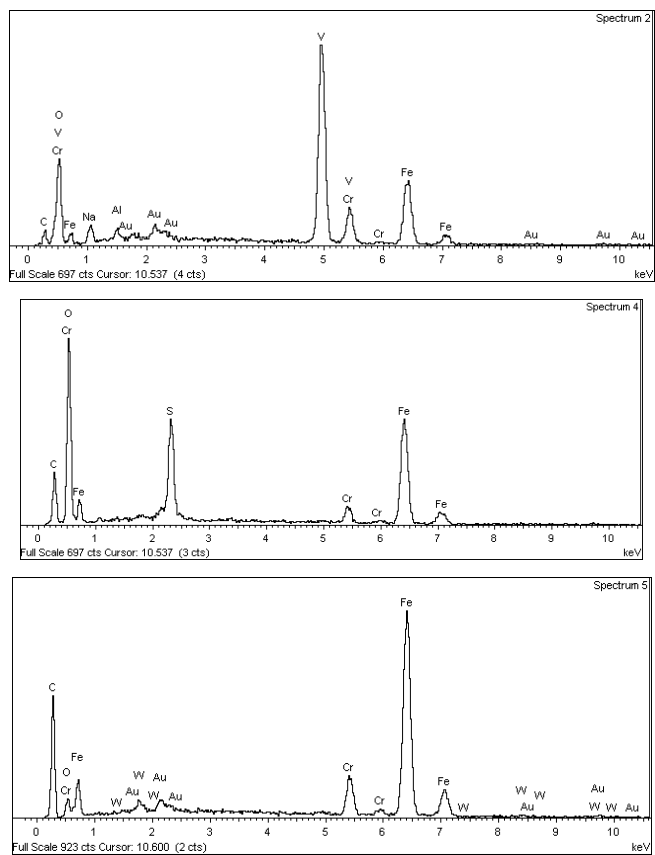 Spectrum 2
V
O
V
Cr
C
Fe
Na
Al
Au
Au
Au
V
Cr
Cr
Fe
Fe
Au
Au
Au
0 1 2 3 4 5 6 7 8 9 10
Full Scale 697 cts Cursor: 10.537 (4 cts) keV
Spectrum 4
O
Cr
C
Fe
S
Cr
Cr
Fe
Fe
0 1 2 3 4 5 6 7 8 9 10
Full Scale 697 cts Cursor: 10.537 (3 cts) keV
Spectrum 5
Fe
C
O
Cr
Fe
W
W
Au
W
Au
Au
Cr
Cr
Fe
W
W
W
Au
Au
W
W
Au
0 1 2 3 4 5 6 7 8 9 10
Full Scale 923 cts Cursor: 10.600 (2 cts) keV